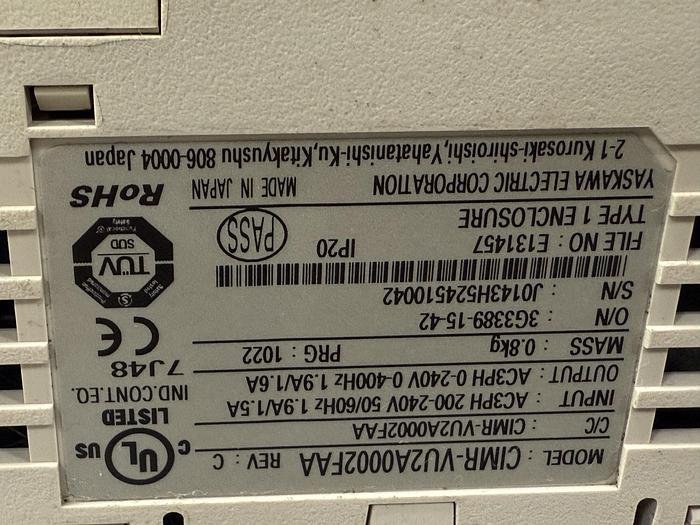 MODEL : CIMR-VU2A0002FAA REV : C
C/C : CIMR-VU2A0002FAA
INPUT : AC3PH 200-240V 50/60Hz 1.9A/1.5A
OUTPUT : AC3PH 0-240V 0-400Hz 1.9A/1.6A
MASS : 0.8kg PRG : 1022
O/N : 3G3389-15-42
S/N : J0143H524510042
FILE NO : E131457 IP20
TYPE 1 ENCLOSURE
PASS
YASKAWA ELECTRIC CORPORATION MADE IN JAPAN
2-1 Kurosaki-shiroishi,Yahatanishi-Ku,Kitakyushu 806-0004 Japan
C UL US
LISTED
IND.CONT.EQ.
7J48
CE
TÜV
SÜD
Functional Safety
RoHS